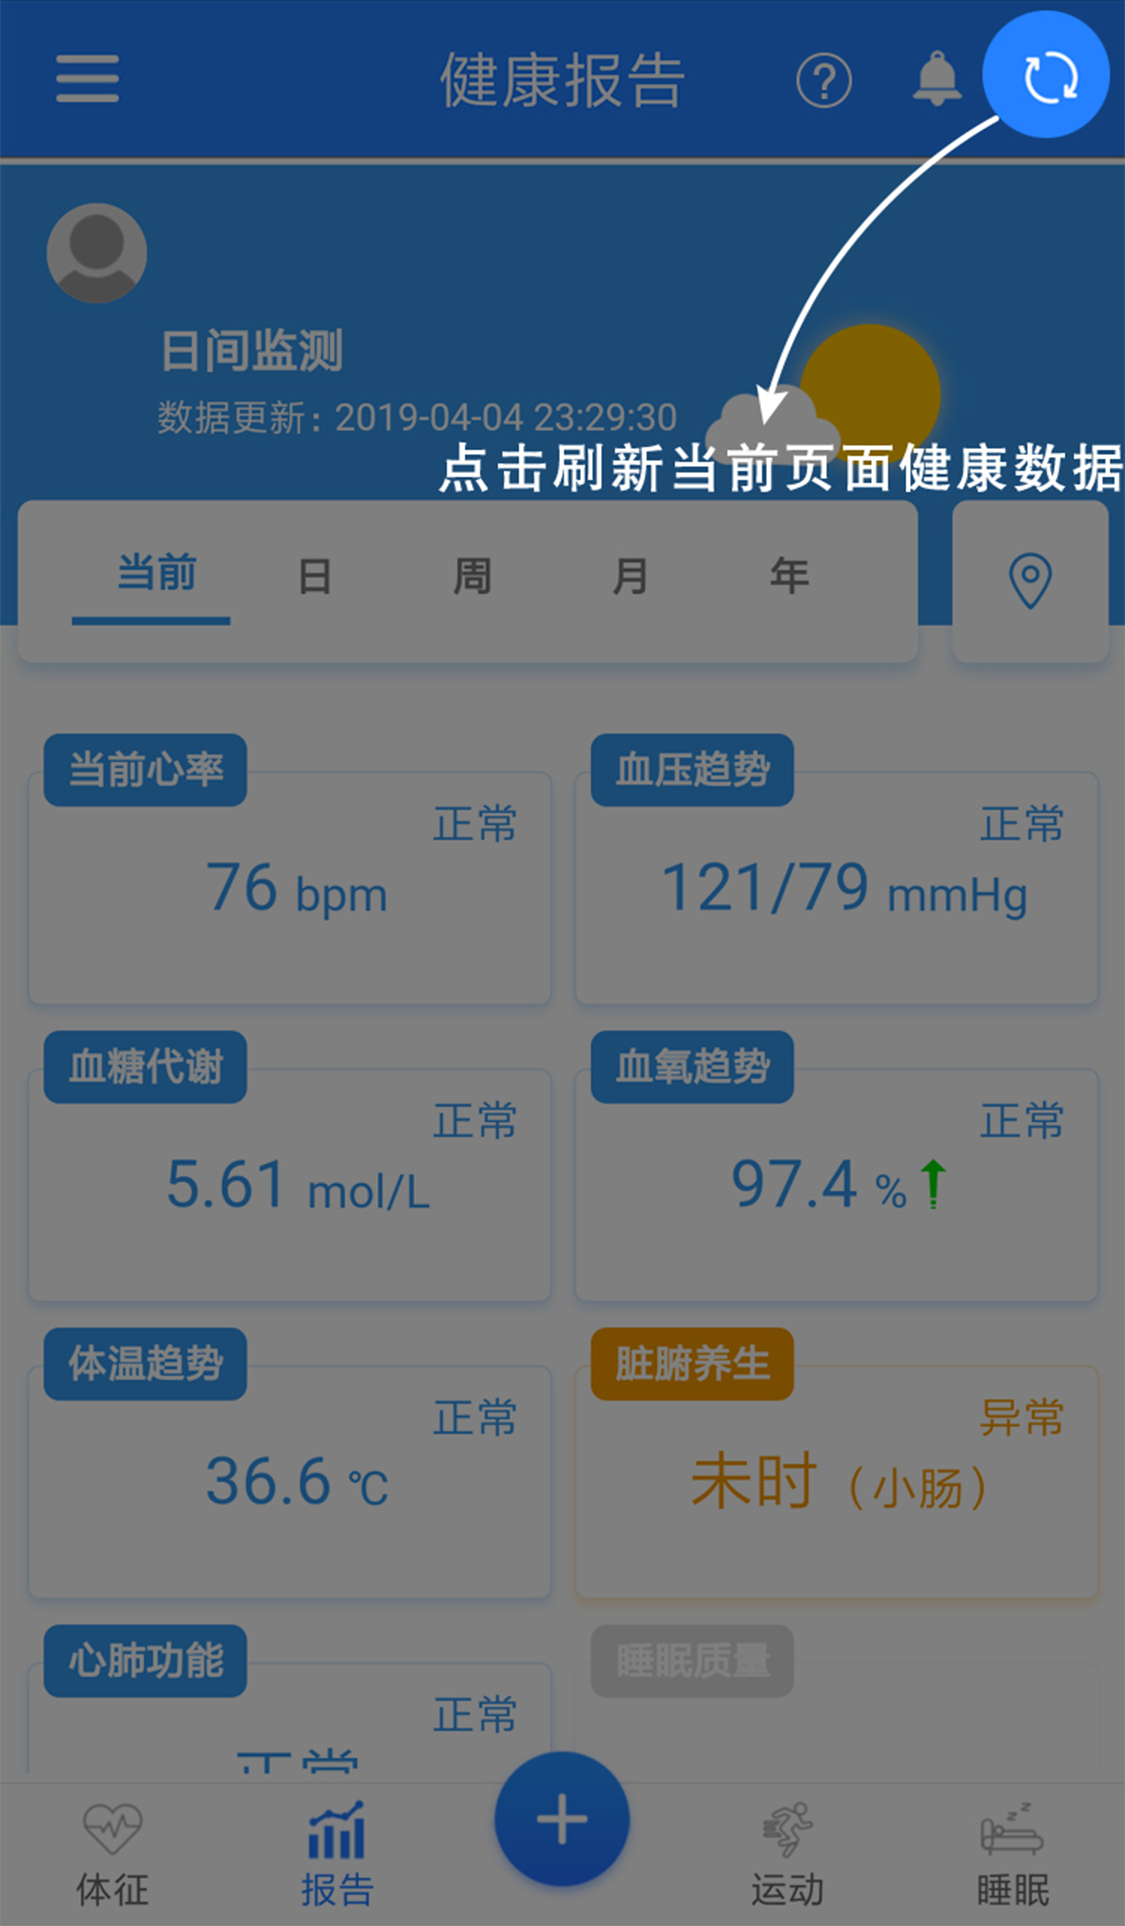 健康报告
日间监测
数据更新：2019-04-04 23:29:30
点击刷新当前页面健康数据
当前 日 周 月 年
当前心率 血压趋势
正常 正常
76 bpm 121/79 mmHg
血糖代谢 血氧趋势
正常 正常
5.61 mol/L 97.4 %
体温趋势 脏腑养生
正常 异常
36.6 ℃ 未时（小肠）
心肺功能 睡眠质量
正常
正常
体征 报告 运动 睡眠